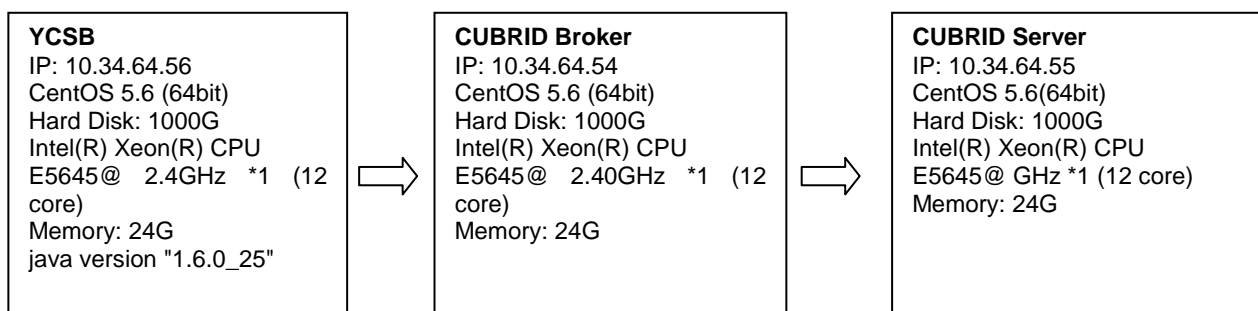 YCSB
IP: 10.34.64.56
CentOS 5.6 (64bit)
Hard Disk: 1000G
Intel(R) Xeon(R) CPU
E5645@ 2.4GHz *1 (12
core)
Memory: 24G
java version "1.6.0_25"
CUBRID Broker
IP: 10.34.64.54
CentOS 5.6 (64bit)
Hard Disk: 1000G
Intel(R) Xeon(R) CPU
E5645@ 2.40GHz *1 (12
core)
Memory: 24G
CUBRID Server
IP: 10.34.64.55
CentOS 5.6(64bit)
Hard Disk: 1000G
Intel(R) Xeon(R) CPU
E5645@ GHz *1 (12 core)
Memory: 24G